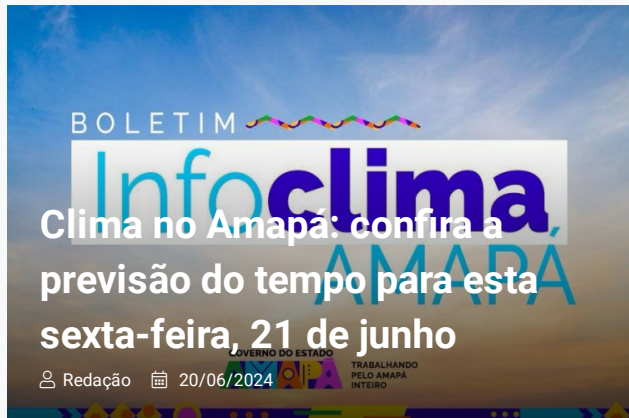 BOLETIM
Infoclima
AMAPÁ
Clima no Amapá: confira a
previsão do tempo para esta
sexta-feira, 21 de junho
GOVERNO DO ESTADO
AMAPÁ
TRABALHANDO
PELO AMAPÁ
INTEIRO
Redação 20/06/2024